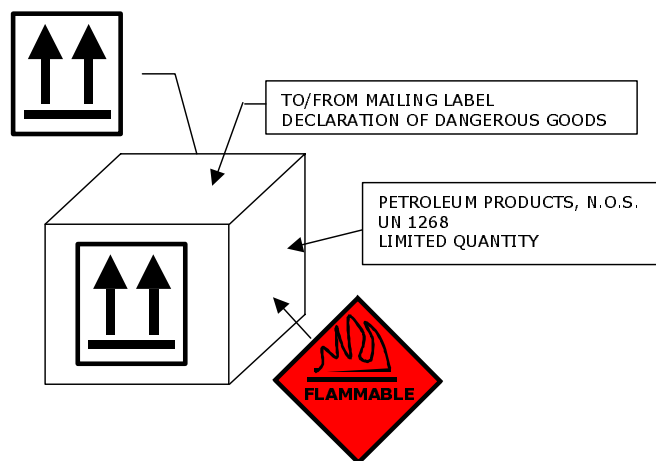 TO/FROM MAILING LABEL
DECLARATION OF DANGEROUS GOODS
PETROLEUM PRODUCTS, N.O.S.
UN 1268
LIMITED QUANTITY
FLAMMABLE